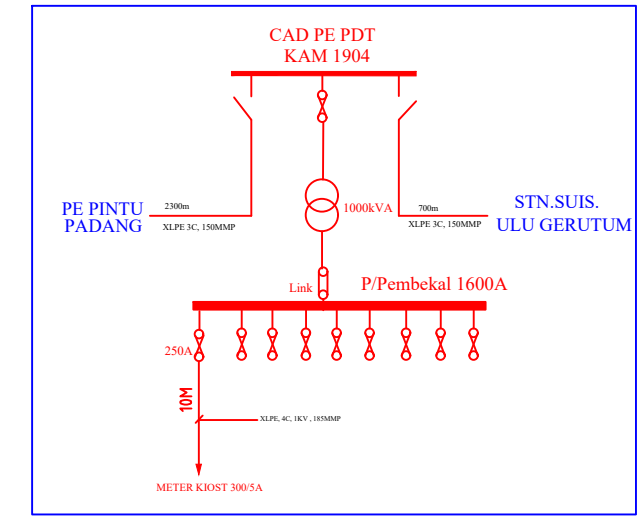 CAD PE PDT
KAM 1904
PE PINTU
PADANG
2300m
XLPE 3C, 150MMP
1000kVA
700m
XLPE 3C, 150MMP
STN.SUIS.
ULU GERUTUM
Link
P/Pembekal 1600A
250A
10M
XLPE, 4C, 1KV , 185MMP
METER KIOST 300/5A